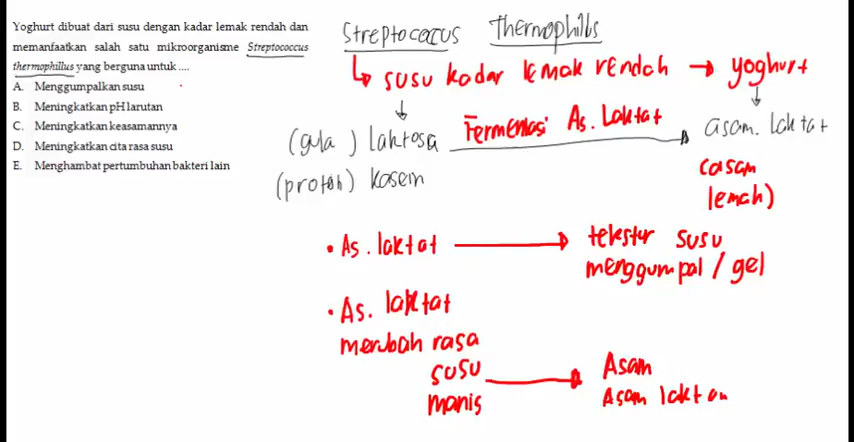 Yoghurt dibuat dari susu dengan kadar lemak rendah dan
memanfaatkan salah satu mikroorganisme Streptococcus
thermophillus yang berguna untuk ....
A. Menggumpalkan susu
B. Meningkatkan pH larutan
C. Meningkatkan keasamannya
D. Meningkatkan cita rasa susu
E. Menghambat pertumbuhan bakteri lain
Streptococcus thermophillus
↳ susu kadar lemak rendah → yoghurt
(gula) laktosa Fermentasi As. Laktat asam. laktat
(protein) kasein (asam
lemah)
• As. laktat → tekstur susu
menggumpal / gel
• As. laktat
merubah rasa
susu → Asam
manis Asam laktat